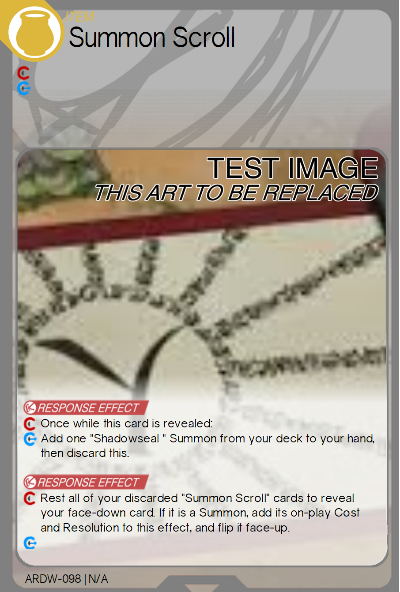 ITEM
Summon Scroll
TEST IMAGE
THIS ART TO BE REPLACED
RESPONSE EFFECT
Once while this card is revealed:
Add one "Shadowseal " Summon from your deck to your hand,
then discard this.
RESPONSE EFFECT
Rest all of your discarded "Summon Scroll" cards to reveal
your face-down card. If it is a Summon, add its on-play Cost
and Resolution to this effect, and flip it face-up.
ARDW-098 | N/A